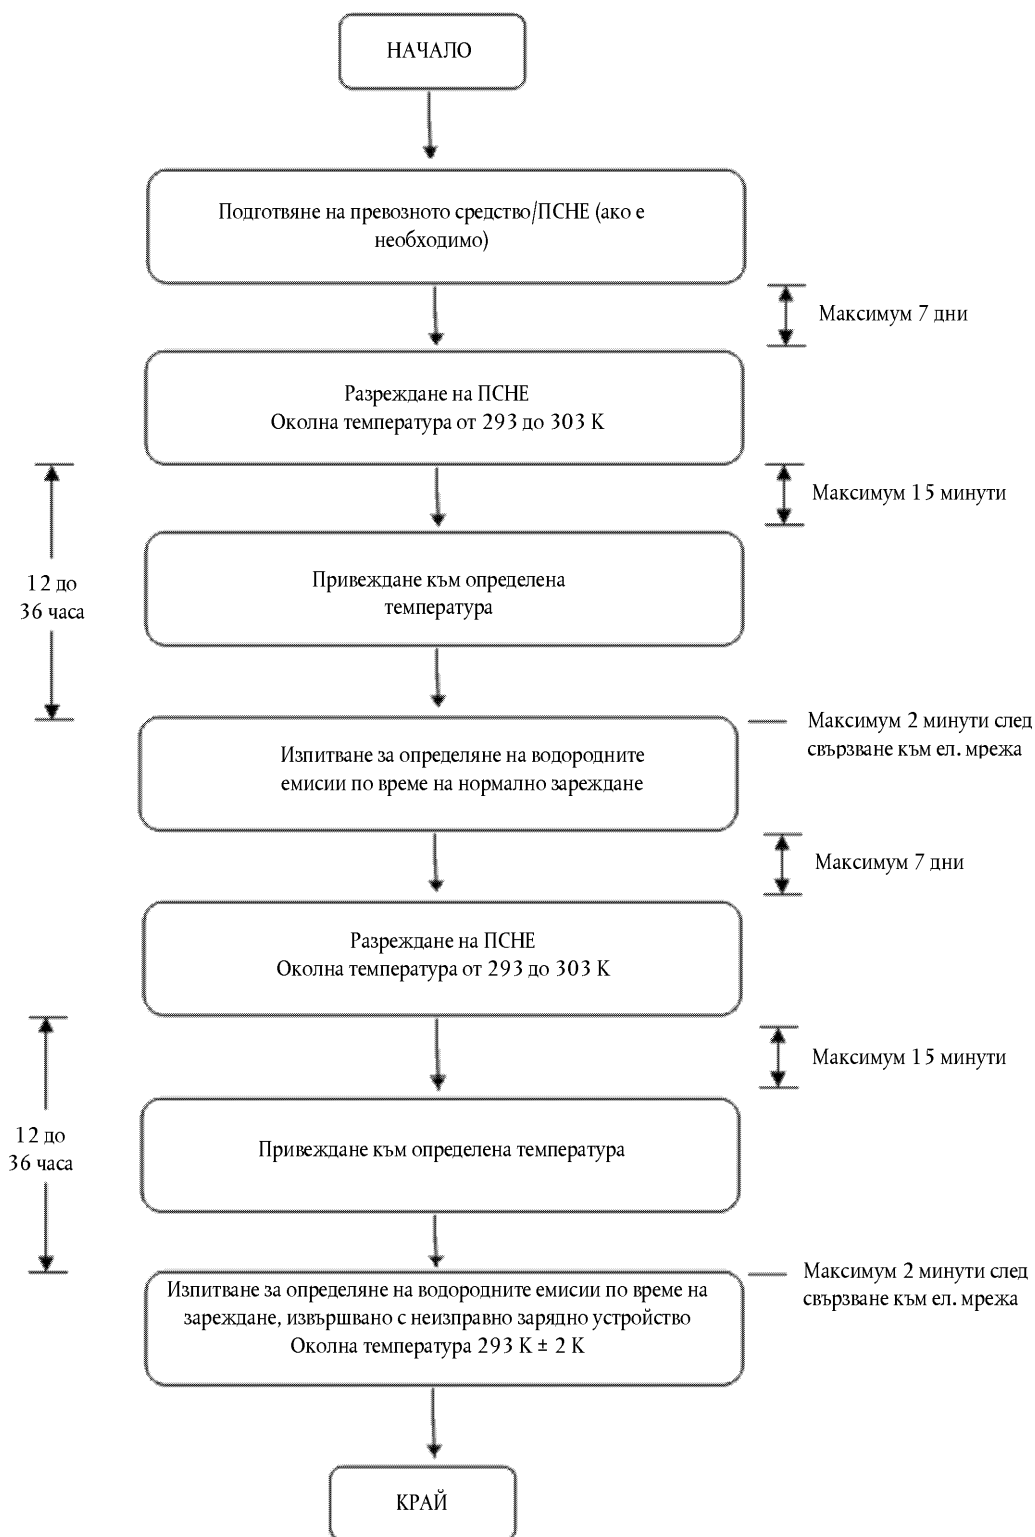 НАЧАЛО
Подготвяне на превозното средство/ПСНЕ (ако е
необходимо)
Максимум 7 дни
Разреждане на ПСНЕ
Околна температура от 293 до 303 K
Максимум 15 минути
12 до
36 часа
Привеждане към определена
температура
Максимум 2 минути след
свързване към ел. мрежа
Изпитване за определяне на водородните
емисии по време на нормално зареждане
Максимум 7 дни
Разреждане на ПСНЕ
Околна температура от 293 до 303 K
Максимум 15 минути
12 до
36 часа
Привеждане към определена температура
Максимум 2 минути след
свързване към ел. мрежа
Изпитване за определяне на водородните емисии по време на
зареждане, извършвано с неизправно зарядно устройство
Околна температура 293 K ± 2 K
КРАЙ